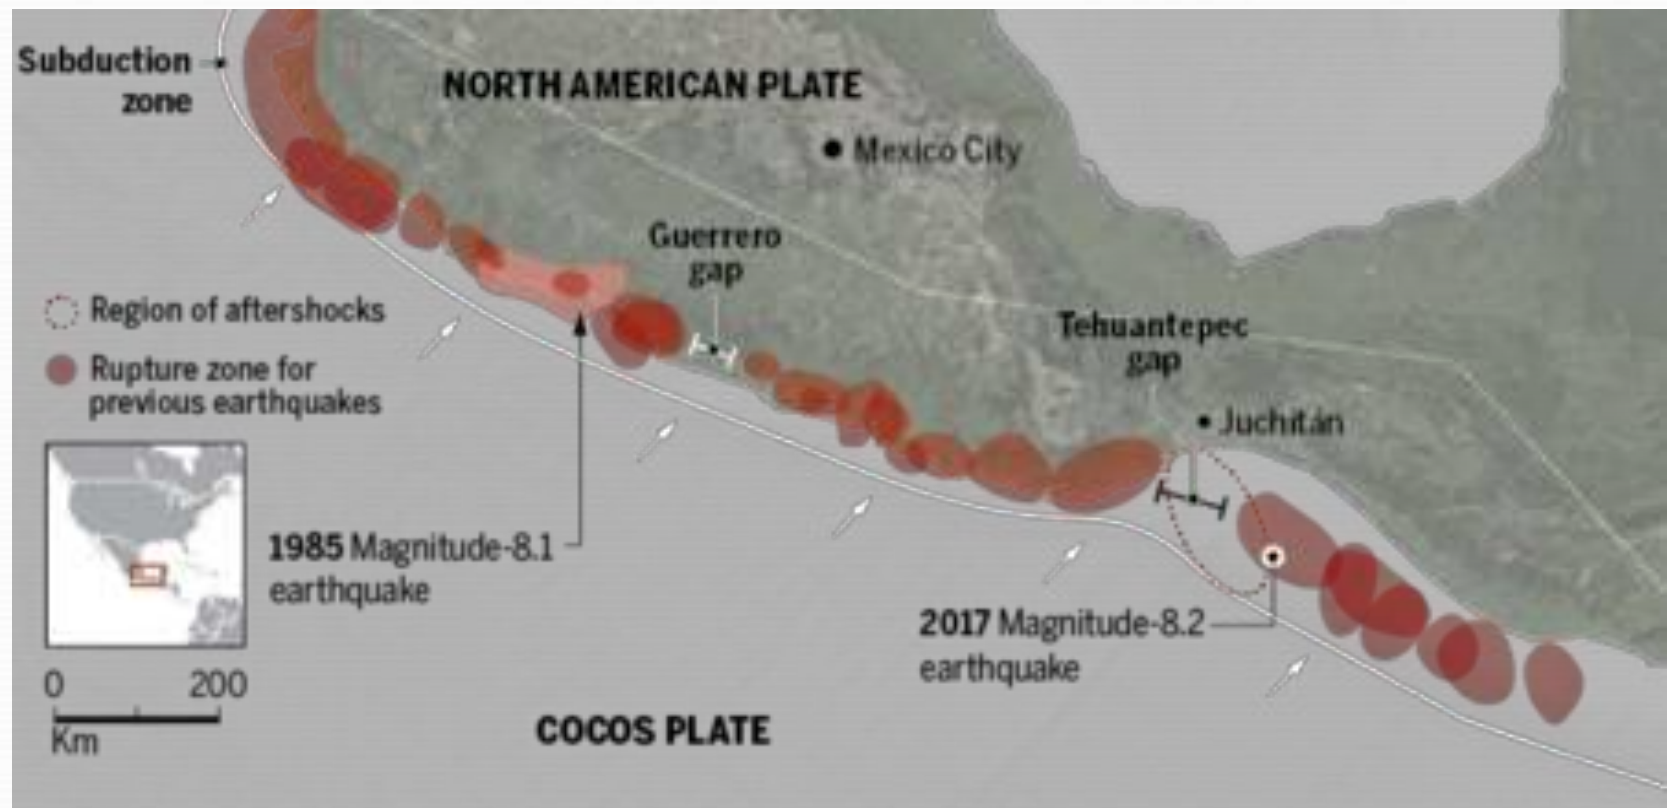 Subduction
zone
NORTH AMERICAN PLATE
Mexico City
Guerrero
gap
Region of aftershocks
Rupture zone for
previous earthquakes
Tehuantepec
gap
Juchitán
1985 Magnitude-8.1
earthquake
2017 Magnitude-8.2
earthquake
0 200
Km
COCOS PLATE